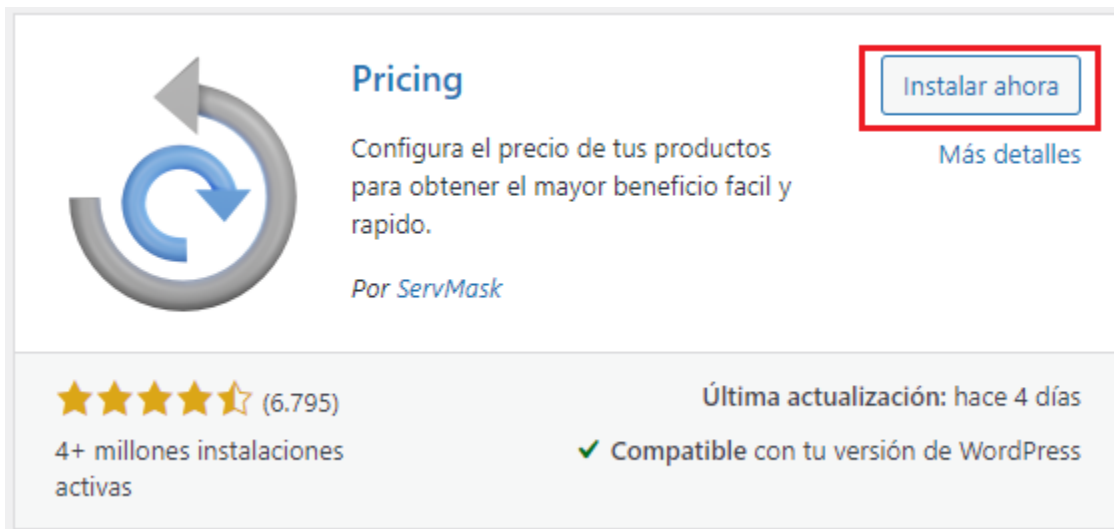 Pricing
Instalar ahora
Más detalles
Configura el precio de tus productos
para obtener el mayor beneficio facil y
rapido.
Por ServMask
(6.795)
4+ millones instalaciones
activas
Última actualización: hace 4 días
✔ Compatible con tu versión de WordPress